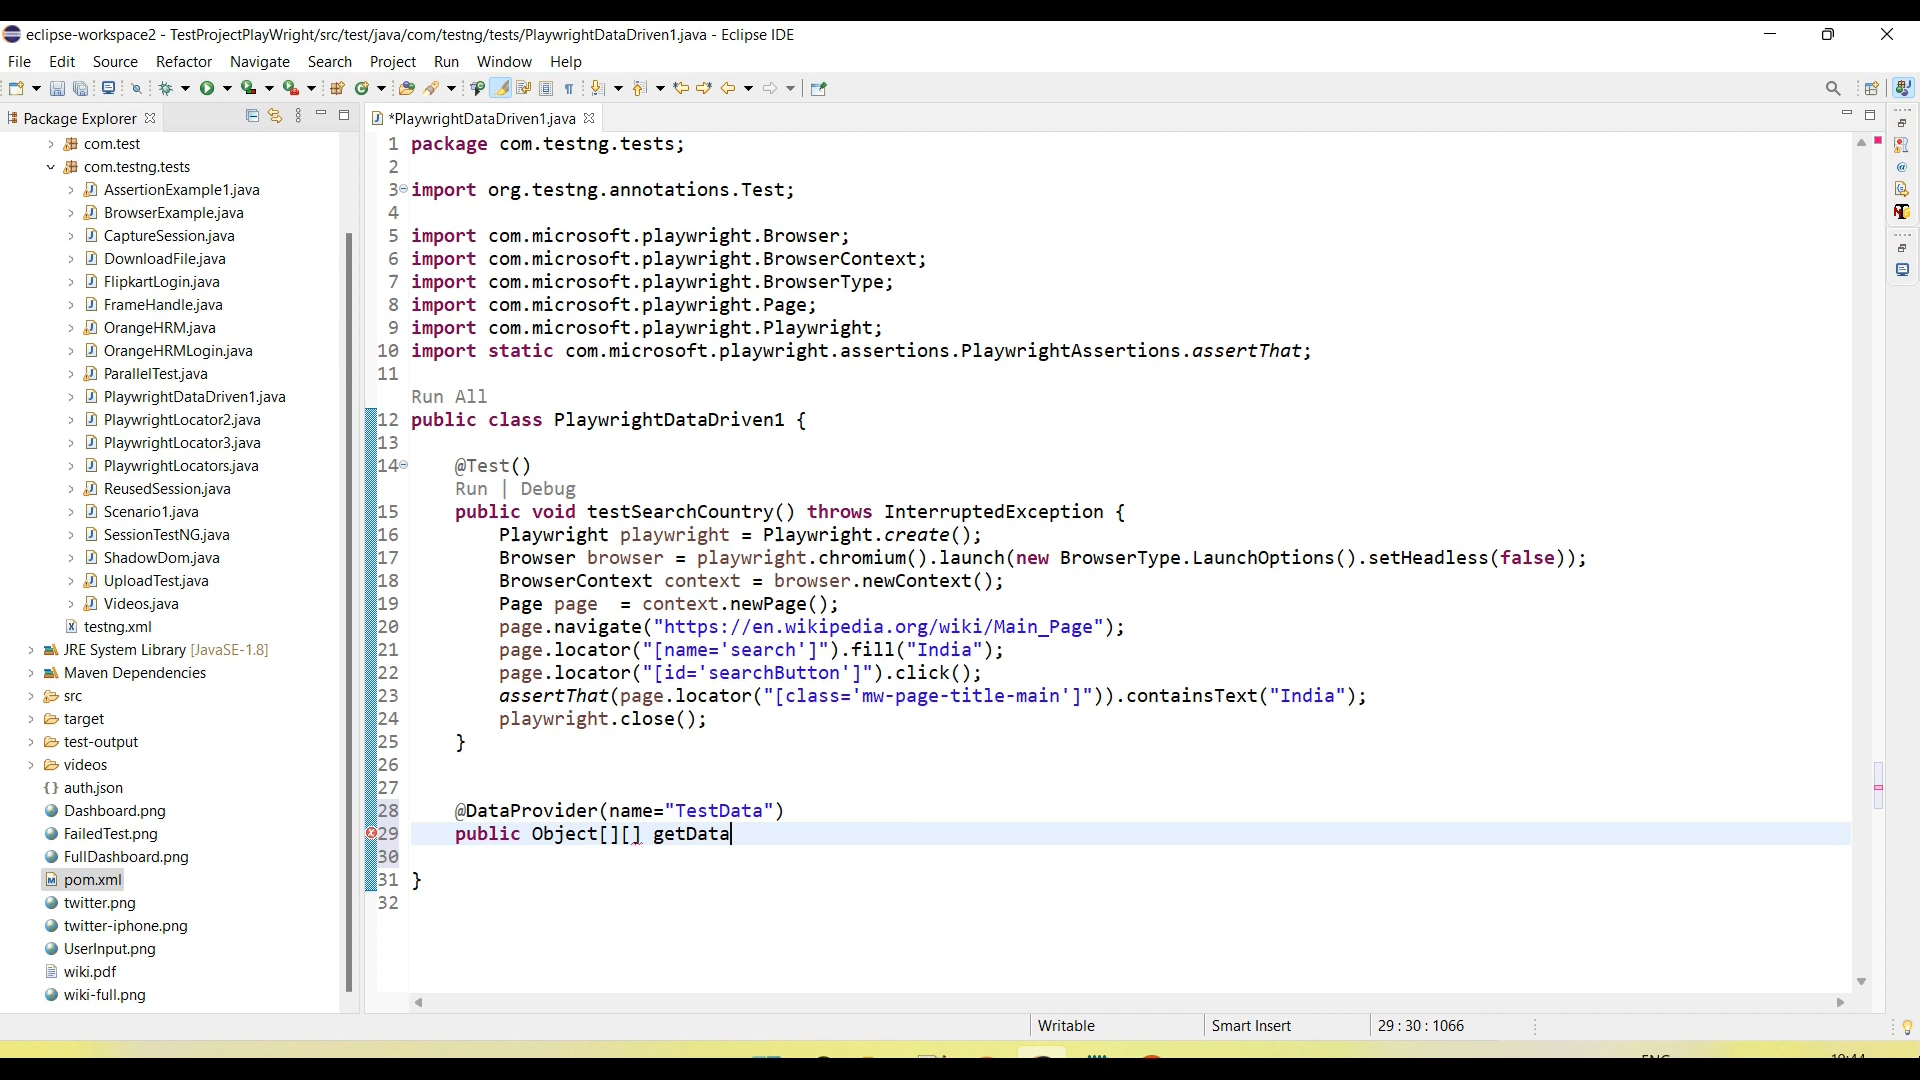 eclipse-workspace2 - TestProjectPlayWright/src/test/java/com/testng/tests/PlaywrightDataDriven1.java - Eclipse IDE
File Edit Source Refactor Navigate Search Project Run Window Help
Package Explorer
com.test
com.testng.tests
AssertionExample1.java
BrowserExample.java
CaptureSession.java
DownloadFile.java
FlipkartLogin.java
FrameHandle.java
OrangeHRM.java
OrangeHRMLogin.java
ParallelTest.java
PlaywrightDataDriven1.java
PlaywrightLocator2.java
PlaywrightLocator3.java
PlaywrightLocators.java
ReusedSession.java
Scenario1.java
SessionTestNG.java
ShadowDom.java
UploadTest.java
Videos.java
testng.xml
JRE System Library [JavaSE-1.8]
Maven Dependencies
src
target
test-output
videos
auth.json
Dashboard.png
FailedTest.png
FullDashboard.png
pom.xml
twitter.png
twitter-iphone.png
UserInput.png
wiki.pdf
wiki-full.png
*PlaywrightDataDriven1.java
1 package com.testng.tests;
2
3 import org.testng.annotations.Test;
4
5 import com.microsoft.playwright.Browser;
6 import com.microsoft.playwright.BrowserContext;
7 import com.microsoft.playwright.BrowserType;
8 import com.microsoft.playwright.Page;
9 import com.microsoft.playwright.Playwright;
10 import static com.microsoft.playwright.assertions.PlaywrightAssertions.assertThat;
11
Run All
12 public class PlaywrightDataDriven1 {
13
14 @Test()
Run | Debug
15 public void testSearchCountry() throws InterruptedException {
16 Playwright playwright = Playwright.create();
17 Browser browser = playwright.chromium().launch(new BrowserType.LaunchOptions().setHeadless(false));
18 BrowserContext context = browser.newContext();
19 Page page  = context.newPage();
20 page.navigate("https://en.wikipedia.org/wiki/Main_Page");
21 page.locator("[name='search']").fill("India");
22 page.locator("[id='searchButton']").click();
23 assertThat(page.locator("[class='mw-page-title-main']")).containsText("India");
24 playwright.close();
25 }
26
27
28 @DataProvider(name="TestData")
29 public Object[][] getData
30
31 }
32
Writable Smart Insert 29 : 30 : 1066